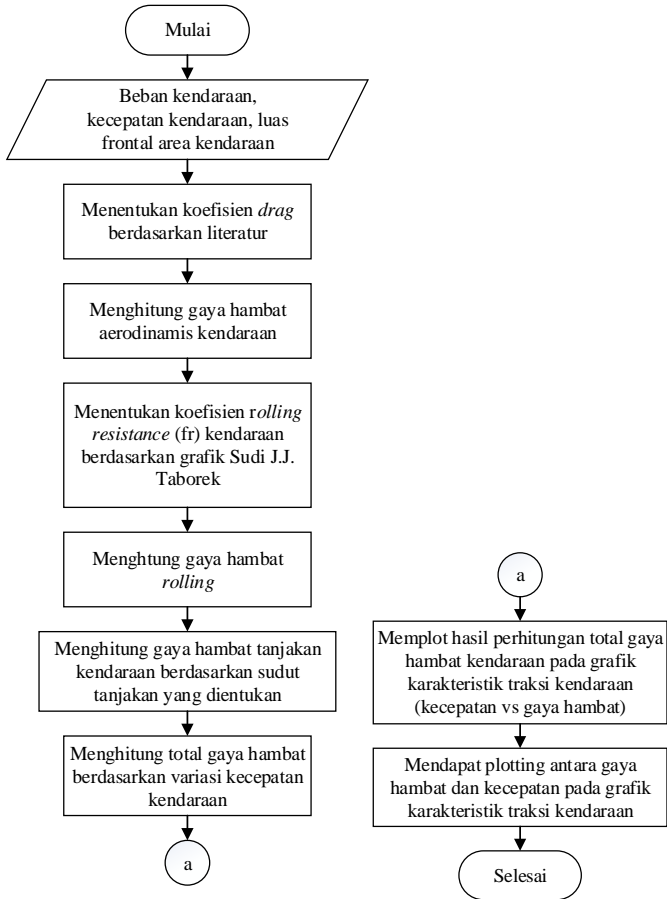 Mulai
Beban kendaraan,
kecepatan kendaraan, luas
frontal area kendaraan
Menentukan koefisien drag
berdasarkan literatur
Menghitung gaya hambat
aerodinamis kendaraan
Menentukan koefisien rolling
resistance (fr) kendaraan
berdasarkan grafik Sudi J.J.
Taborek
Menghtung gaya hambat
rolling
Menghitung gaya hambat tanjakan
kendaraan berdasarkan sudut
tanjakan yang dientukan
Menghitung total gaya hambat
berdasarkan variasi kecepatan
kendaraan
a
a
Memplot hasil perhitungan total gaya
hambat kendaraan pada grafik
karakteristik traksi kendaraan
(kecepatan vs gaya hambat)
Mendapat plotting antara gaya
hambat dan kecepatan pada grafik
karakteristik traksi kendaraan
Selesai